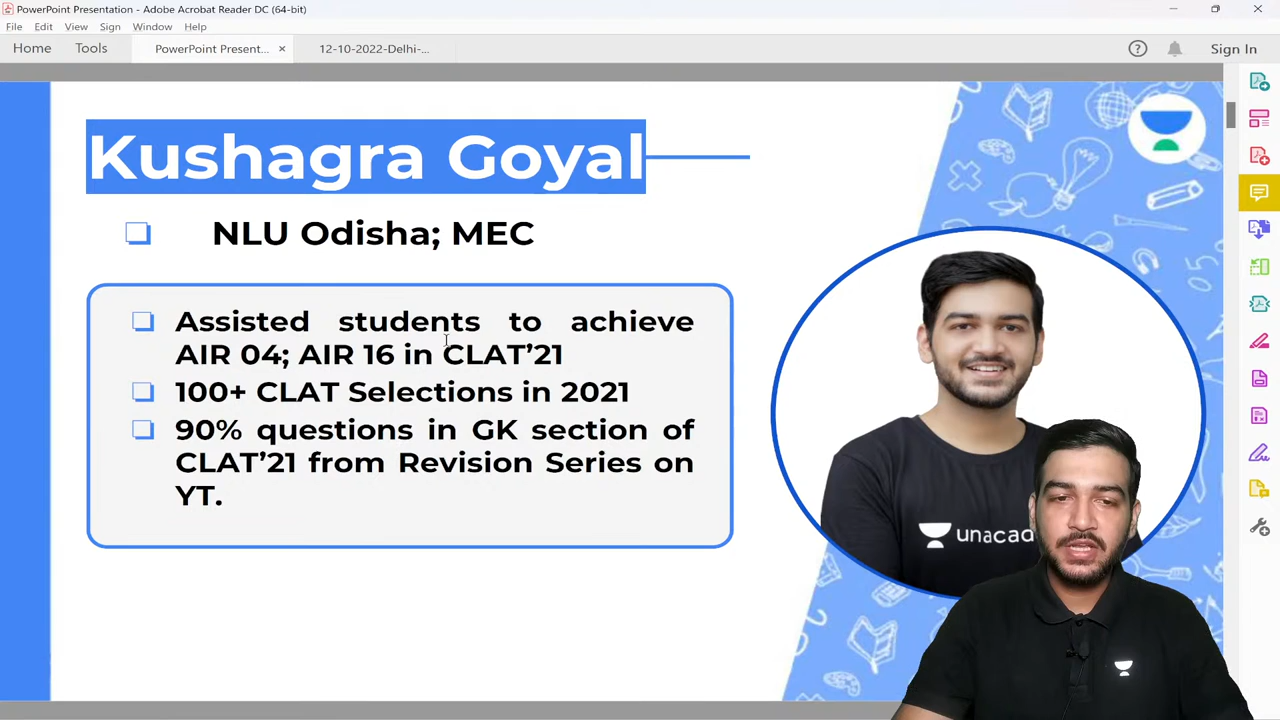 PowerPoint Presentation - Adobe Acrobat Reader DC (64-bit)
File Edit View Sign Window Help
Home Tools PowerPoint Present... × 12-10-2022-Delhi-... Sign In
Kushagra Goyal
NLU Odisha; MEC
Assisted students to achieve
AIR 04; AIR 16 in CLAT’21
100+ CLAT Selections in 2021
90% questions in GK section of
CLAT’21 from Revision Series on
YT.
unacad